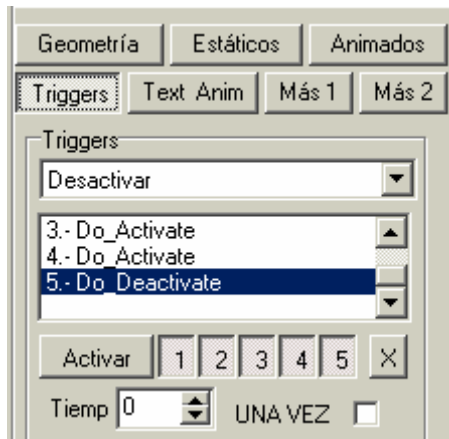 Geometría Estáticos Animados
Triggers Text Anim Más 1 Más 2
Triggers
Desactivar
3.- Do_Activate
4.- Do_Activate
5.- Do_Deactivate
Activar 1 2 3 4 5 X
Tiemp 0 UNA VEZ